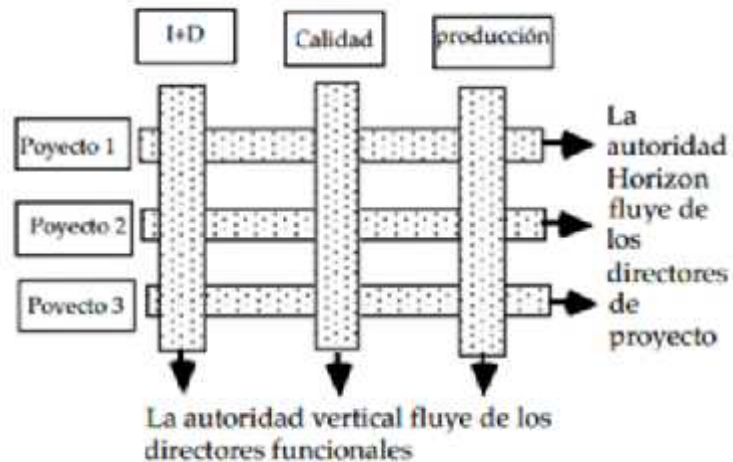 I+D
Calidad
producción
Poyecto 1
Poyecto 2
Poyecto 3
La
autoridad
Horizon
fluye de
los
directores
de
proyecto
La autoridad vertical fluye de los
directores funcionales